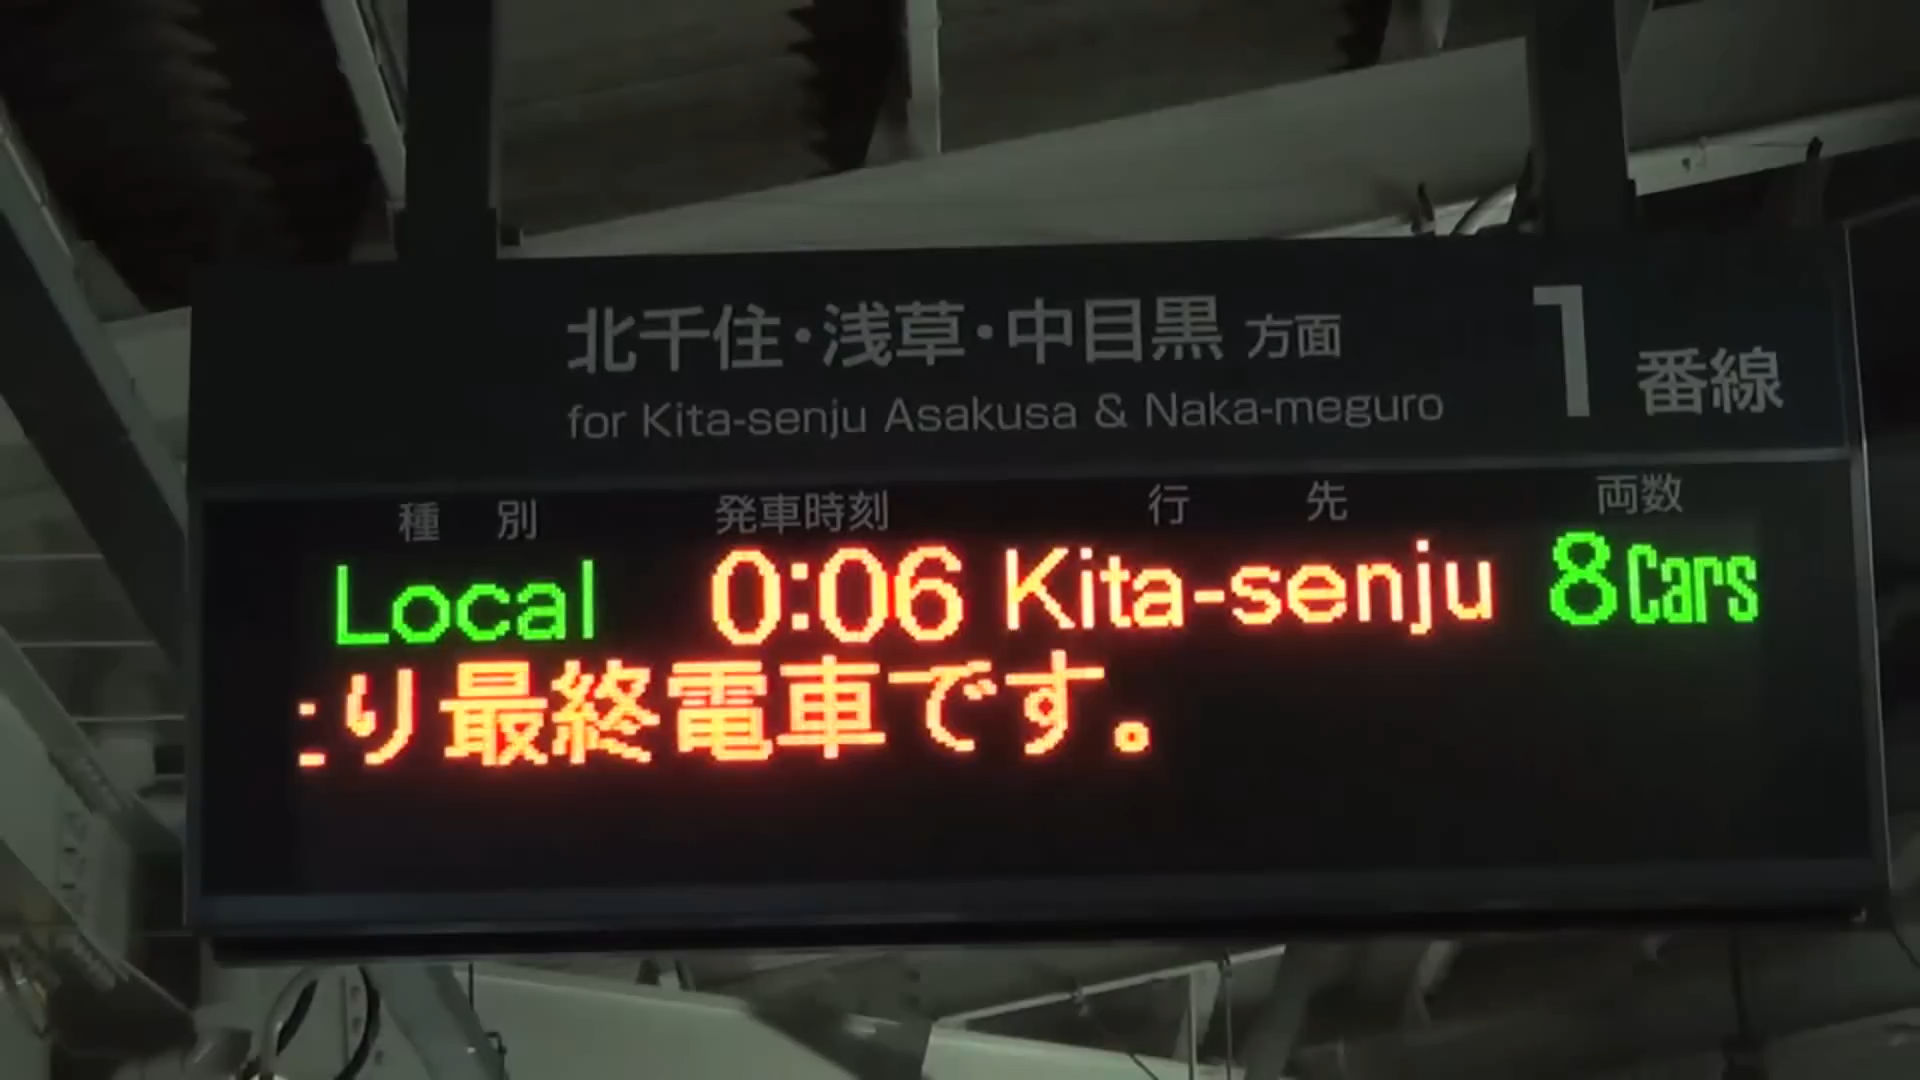 北千住・浅草・中目黒 方面
for Kita-senju Asakusa & Naka-meguro
1 番線
種別 発車時刻 行先 両数
Local 0:06 Kita-senju 8 Cars
り最終電車です。